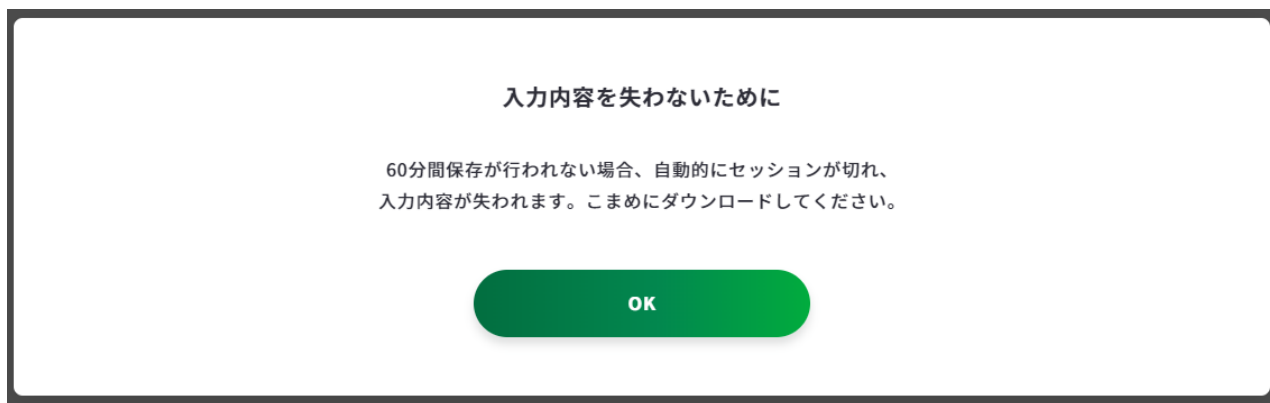 入力内容を失わないために
60分間保存が行われない場合、自動的にセッションが切れ、
入力内容が失われます。こまめにダウンロードしてください。
OK